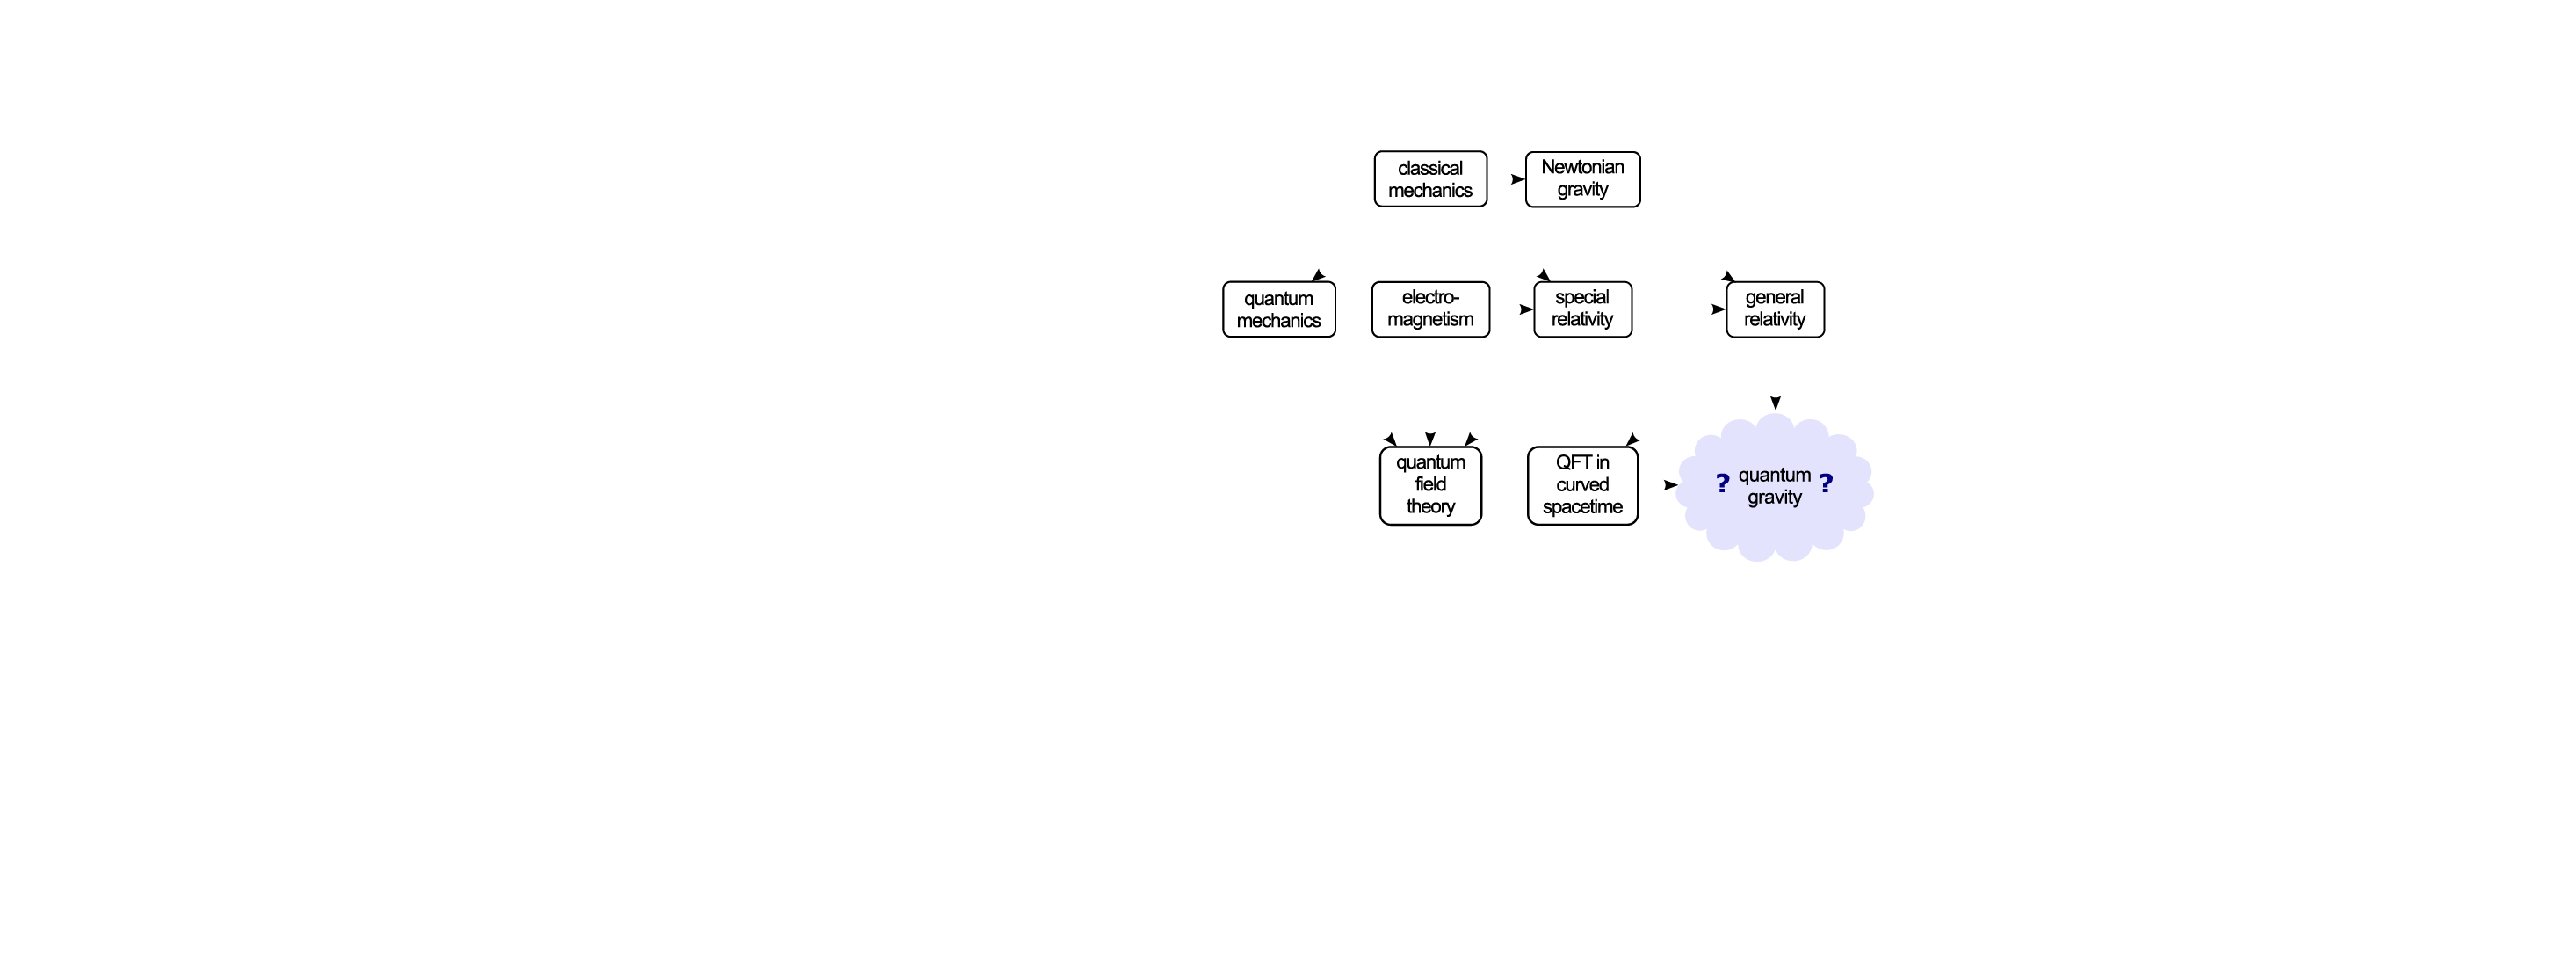 classical
mechanics
Newtonian
gravity
quantum
mechanics
electro-
magnetism
special
relativity
general
relativity
quantum
field
theory
QFT in
curved
spacetime
? quantum ?
gravity